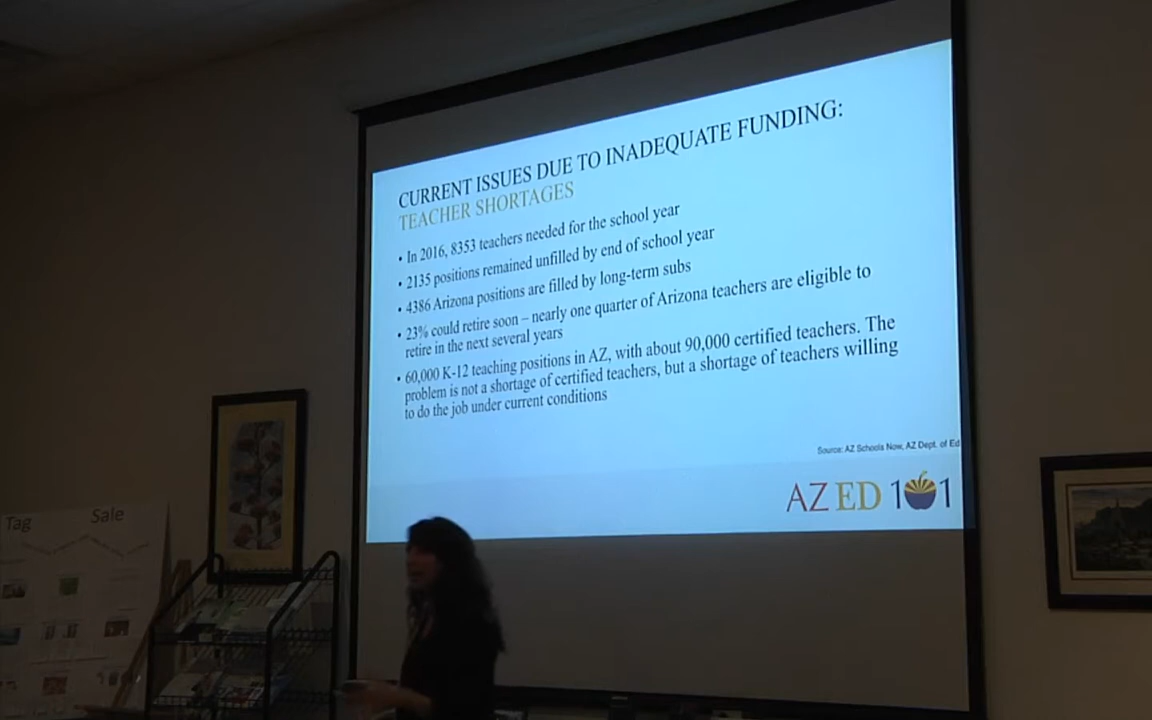 CURRENT ISSUES DUE TO INADEQUATE FUNDING:
TEACHER SHORTAGES
• In 2016, 8353 teachers needed for the school year
• 2135 positions remained unfilled by end of school year
• 4386 Arizona positions are filled by long-term subs
• 23% could retire soon – nearly one quarter of Arizona teachers are eligible to
retire in the next several years
• 60,000 K-12 teaching positions in AZ, with about 90,000 certified teachers. The
problem is not a shortage of certified teachers, but a shortage of teachers willing
to do the job under current conditions
Source: AZ Schools Now, AZ Dept. of Ed
AZ ED 101
Tag Sale